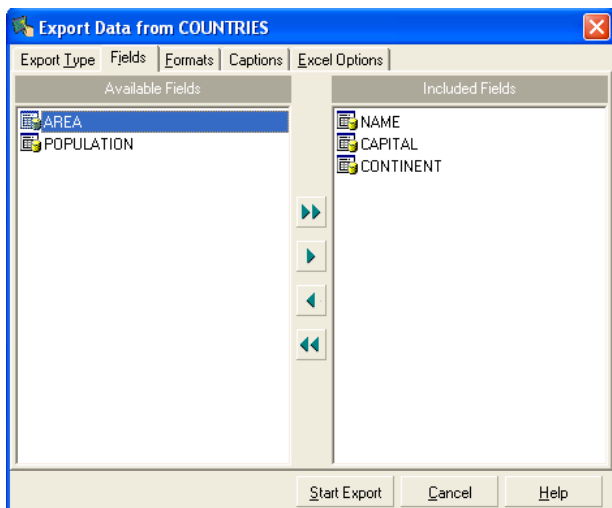 Export Data from COUNTRIES
Export Type Fields Formats Captions Excel Options
Available Fields
AREA
POPULATION
Included Fields
NAME
CAPITAL
CONTINENT
Start Export Cancel Help